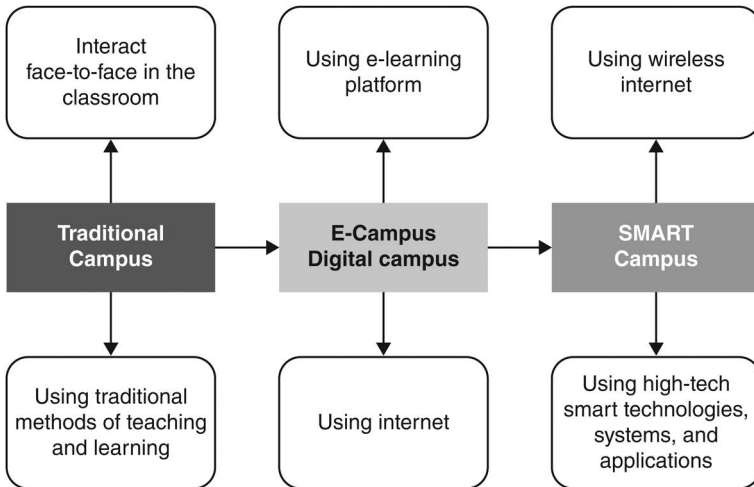 Interact
face-to-face in the
classroom
Using e-learning
platform
Using wireless
internet
Traditional
Campus
E-Campus
Digital campus
SMART
Campus
Using traditional
methods of teaching
and learning
Using internet
Using high-tech
smart technologies,
systems, and
applications